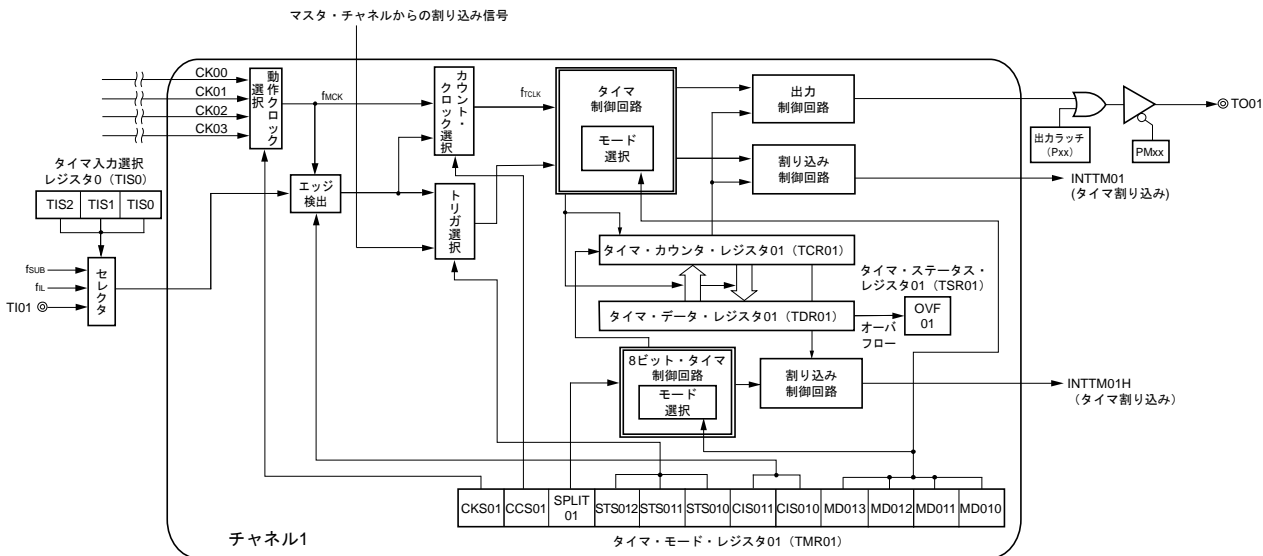 マスタ・チャネルからの割り込み信号
CK00
CK01
CK02
CK03
動作クロック
選択
fMCK
カウント・
クロック選択
fTCLK
タイマ
制御回路
モード
選択
出力
制御回路
出力ラッチ
(Pxx)
PMxx
TO01
割り込み
制御回路
INTTM01
(タイマ割り込み)
タイマ入力選択
レジスタ0(TIS0)
TIS2 TIS1 TIS0
エッジ
検出
トリガ選択
fSUB
fIL
TI01
セレクタ
タイマ・カウンタ・レジスタ01(TCR01)
タイマ・ステータス・
レジスタ01(TSR01)
タイマ・データ・レジスタ01(TDR01)
オーバ
フロー
OVF
01
8ビット・タイマ
制御回路
モード
選択
割り込み
制御回路
INTTM01H
(タイマ割り込み)
CKS01 CCS01 SPLIT
01 STS012 STS011 STS010 CIS011 CIS010 MD013 MD012 MD011 MD010
チャネル1
タイマ・モード・レジスタ01(TMR01)